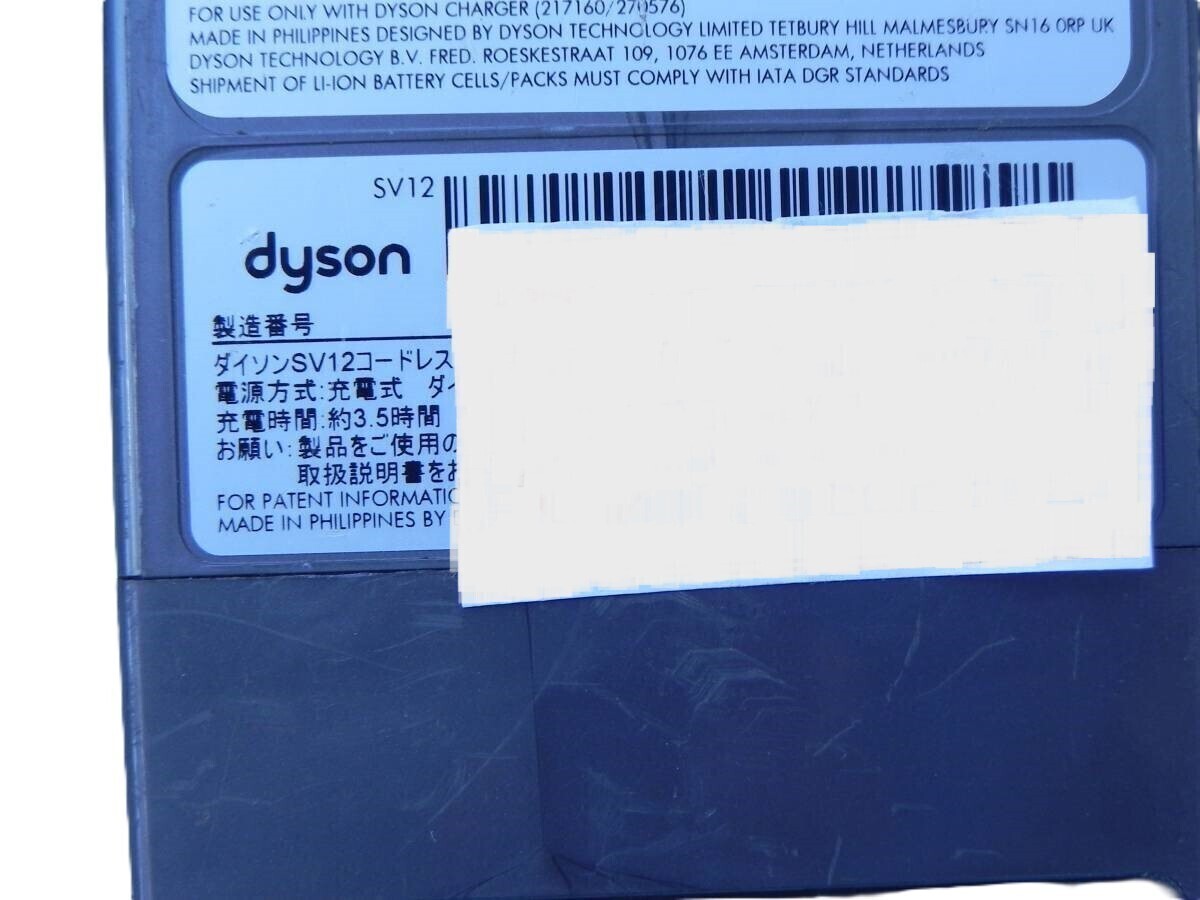 FOR USE ONLY WITH DYSON CHARGER (217160/270576)
MADE IN PHILIPPINES DESIGNED BY DYSON TECHNOLOGY LIMITED TETBURY HILL MALMESBURY SN16 0RP UK
DYSON TECHNOLOGY B.V. FRED. ROESKESTRAAT 109, 1076 EE AMSTERDAM, NETHERLANDS
SHIPMENT OF LI-ION BATTERY CELLS/PACKS MUST COMPLY WITH IATA DGR STANDARDS
SV12
dyson
製造番号
ダイソンSV12コードレス
電源方式:充電式 ダイ
充電時間:約3.5時間
お願い:製品をご使用の
取扱説明書をお
FOR PATENT INFORMATIO
MADE IN PHILIPPINES BY